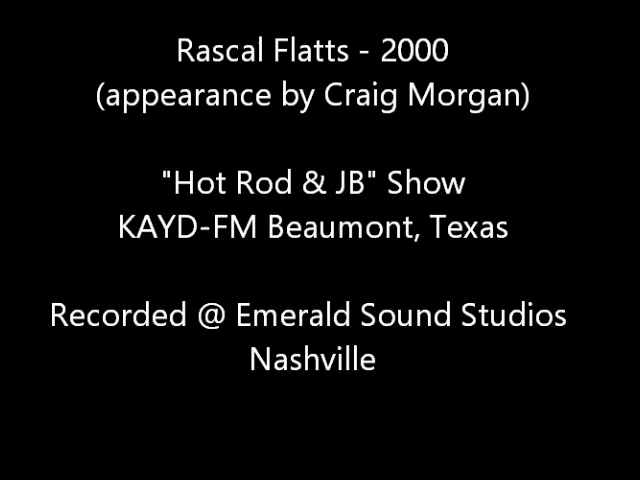 Rascal Flatts - 2000
(appearance by Craig Morgan)
"Hot Rod & JB" Show
KAYD-FM Beaumont, Texas
Recorded @ Emerald Sound Studios
Nashville